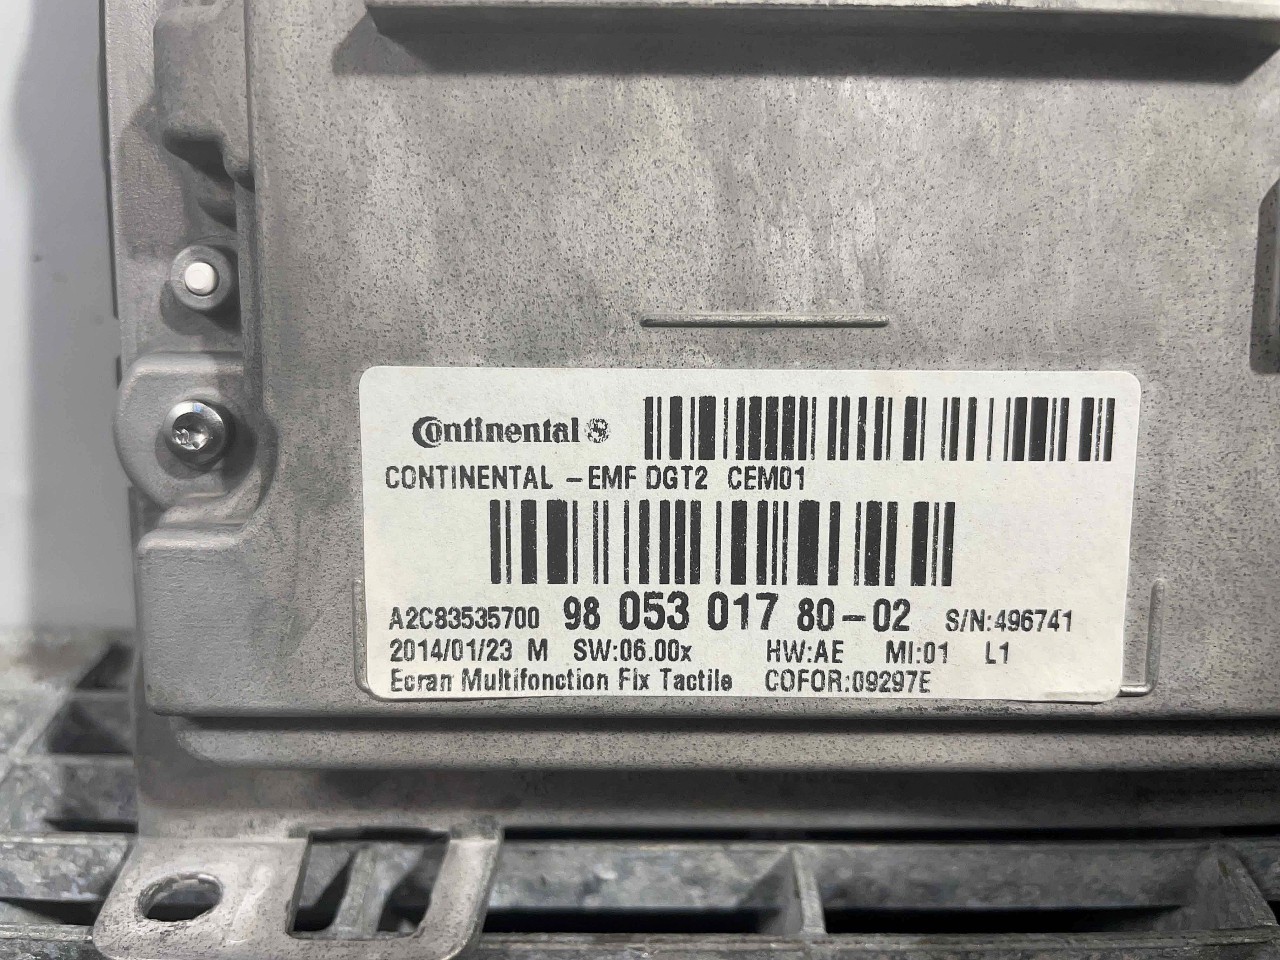 Continental
CONTINENTAL -EMF DGT2 CEM01
A2C83535700 98 053 017 80-02 S/N:496741
2014/01/23 M SW:06.00x HW:AE MI:01 L1
Ecran Multifonction Fix Tactile COFOR:09297E